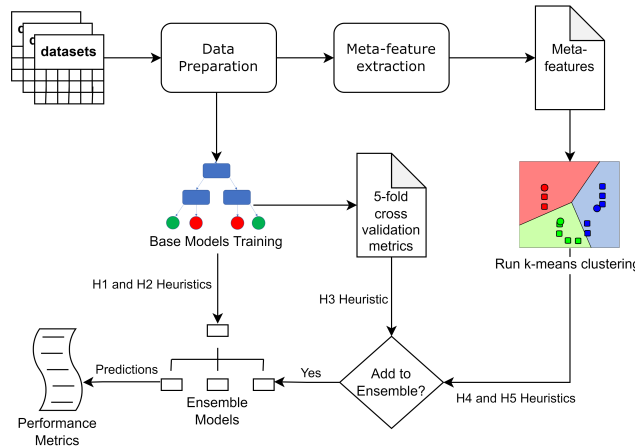 datasets
Data
Preparation
Meta-feature
extraction
Meta-
features
5-fold
cross
validation
metrics
Base Models Training
Run k-means clustering
H1 and H2 Heuristics
H3 Heuristic
Add to
Ensemble?
H4 and H5 Heuristics
Yes
Predictions
Ensemble
Models
Performance
Metrics